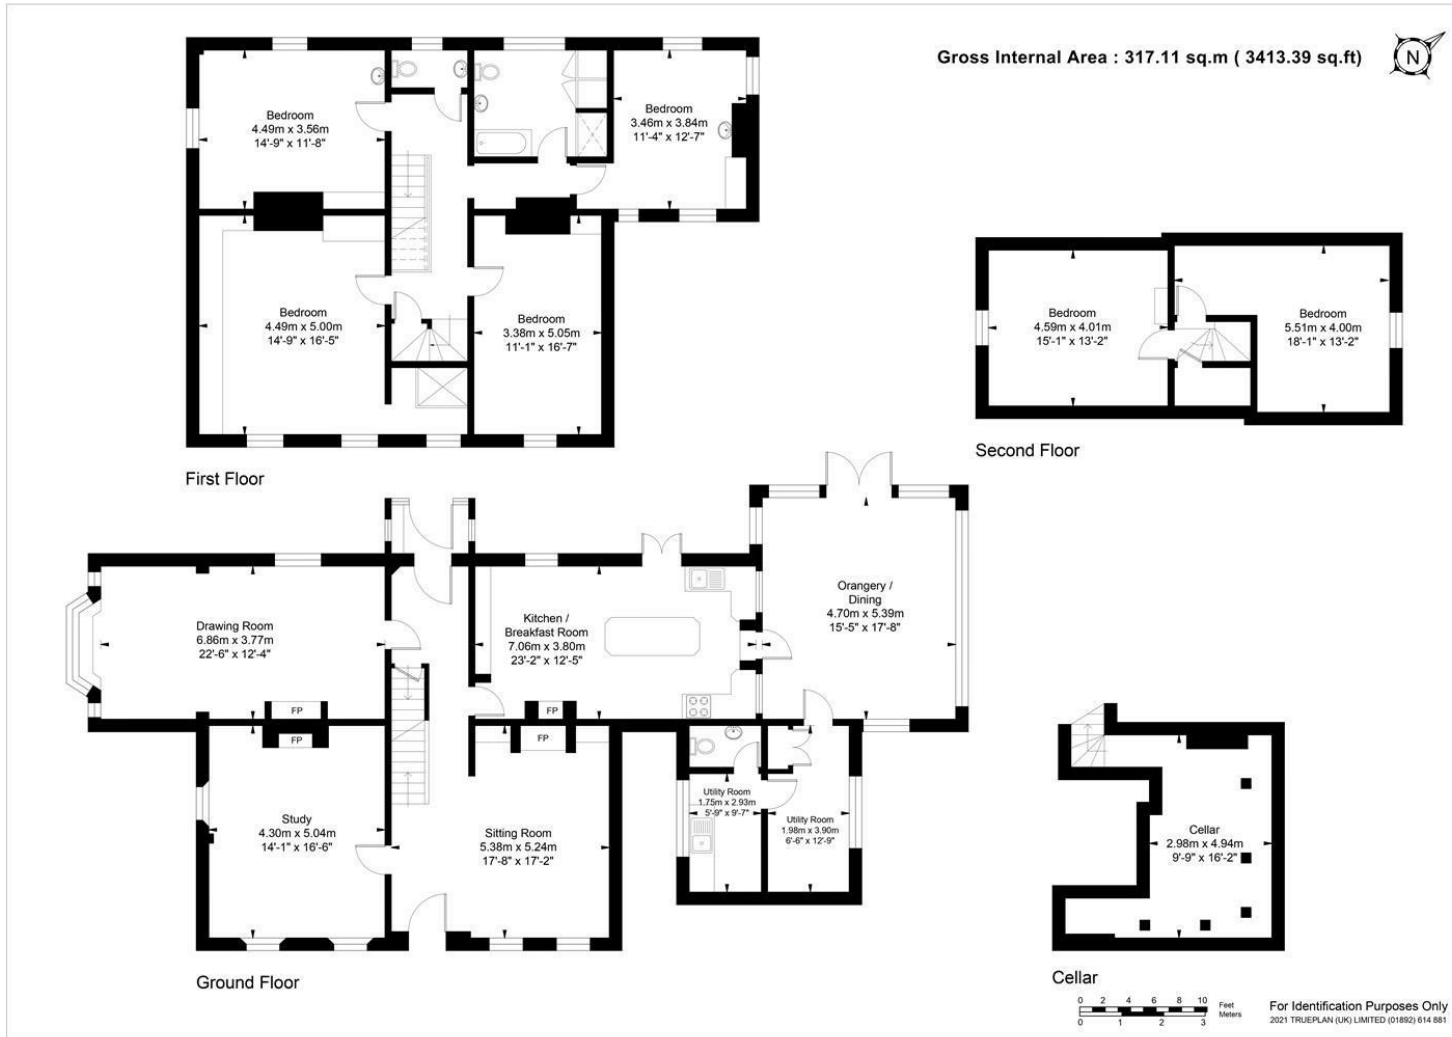 Gross Internal Area : 317.11 sq.m ( 3413.39 sq.ft)
N
Bedroom
4.49m x 3.56m
14'-9" x 11'-8"
Bedroom
3.46m x 3.84m
11'-4" x 12'-7"
Bedroom
4.49m x 5.00m
14'-9" x 16'-5"
Bedroom
3.38m x 5.05m
11'-1" x 16'-7"
First Floor
Bedroom
4.59m x 4.01m
15'-1" x 13'-2"
Bedroom
5.51m x 4.00m
18'-1" x 13'-2"
Second Floor
Drawing Room
6.86m x 3.77m
22'-6" x 12'-4"
FP
FP
Kitchen /
Breakfast Room
7.06m x 3.80m
23'-2" x 12'-5"
FP
FP
Orangery /
Dining
4.70m x 5.39m
15'-5" x 17'-8"
Study
4.30m x 5.04m
14'-1" x 16'-6"
Sitting Room
5.38m x 5.24m
17'-8" x 17'-2"
Utility Room
1.75m x 2.93m
5'-9" x 9'-7"
Utility Room
1.98m x 3.90m
6'-6" x 12'-9"
Ground Floor
Cellar
2.98m x 4.94m
9'-9" x 16'-2"
Cellar
0 2 4 6 8 10 Feet
Meters
0 1 2 3
For Identification Purposes Only
2021 TRUEPLAN (UK) LIMITED (01892) 614 881